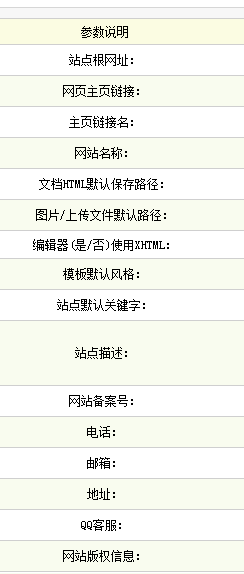 参数说明
站点根网址:
网页主页链接:
主页链接名:
网站名称:
文档HTML默认保存路径:
图片/上传文件默认路径:
编辑器(是/否)使用XHTML:
模板默认风格:
站点默认关键字:
站点描述:
网站备案号:
电话:
邮箱:
地址:
QQ客服:
网站版权信息: